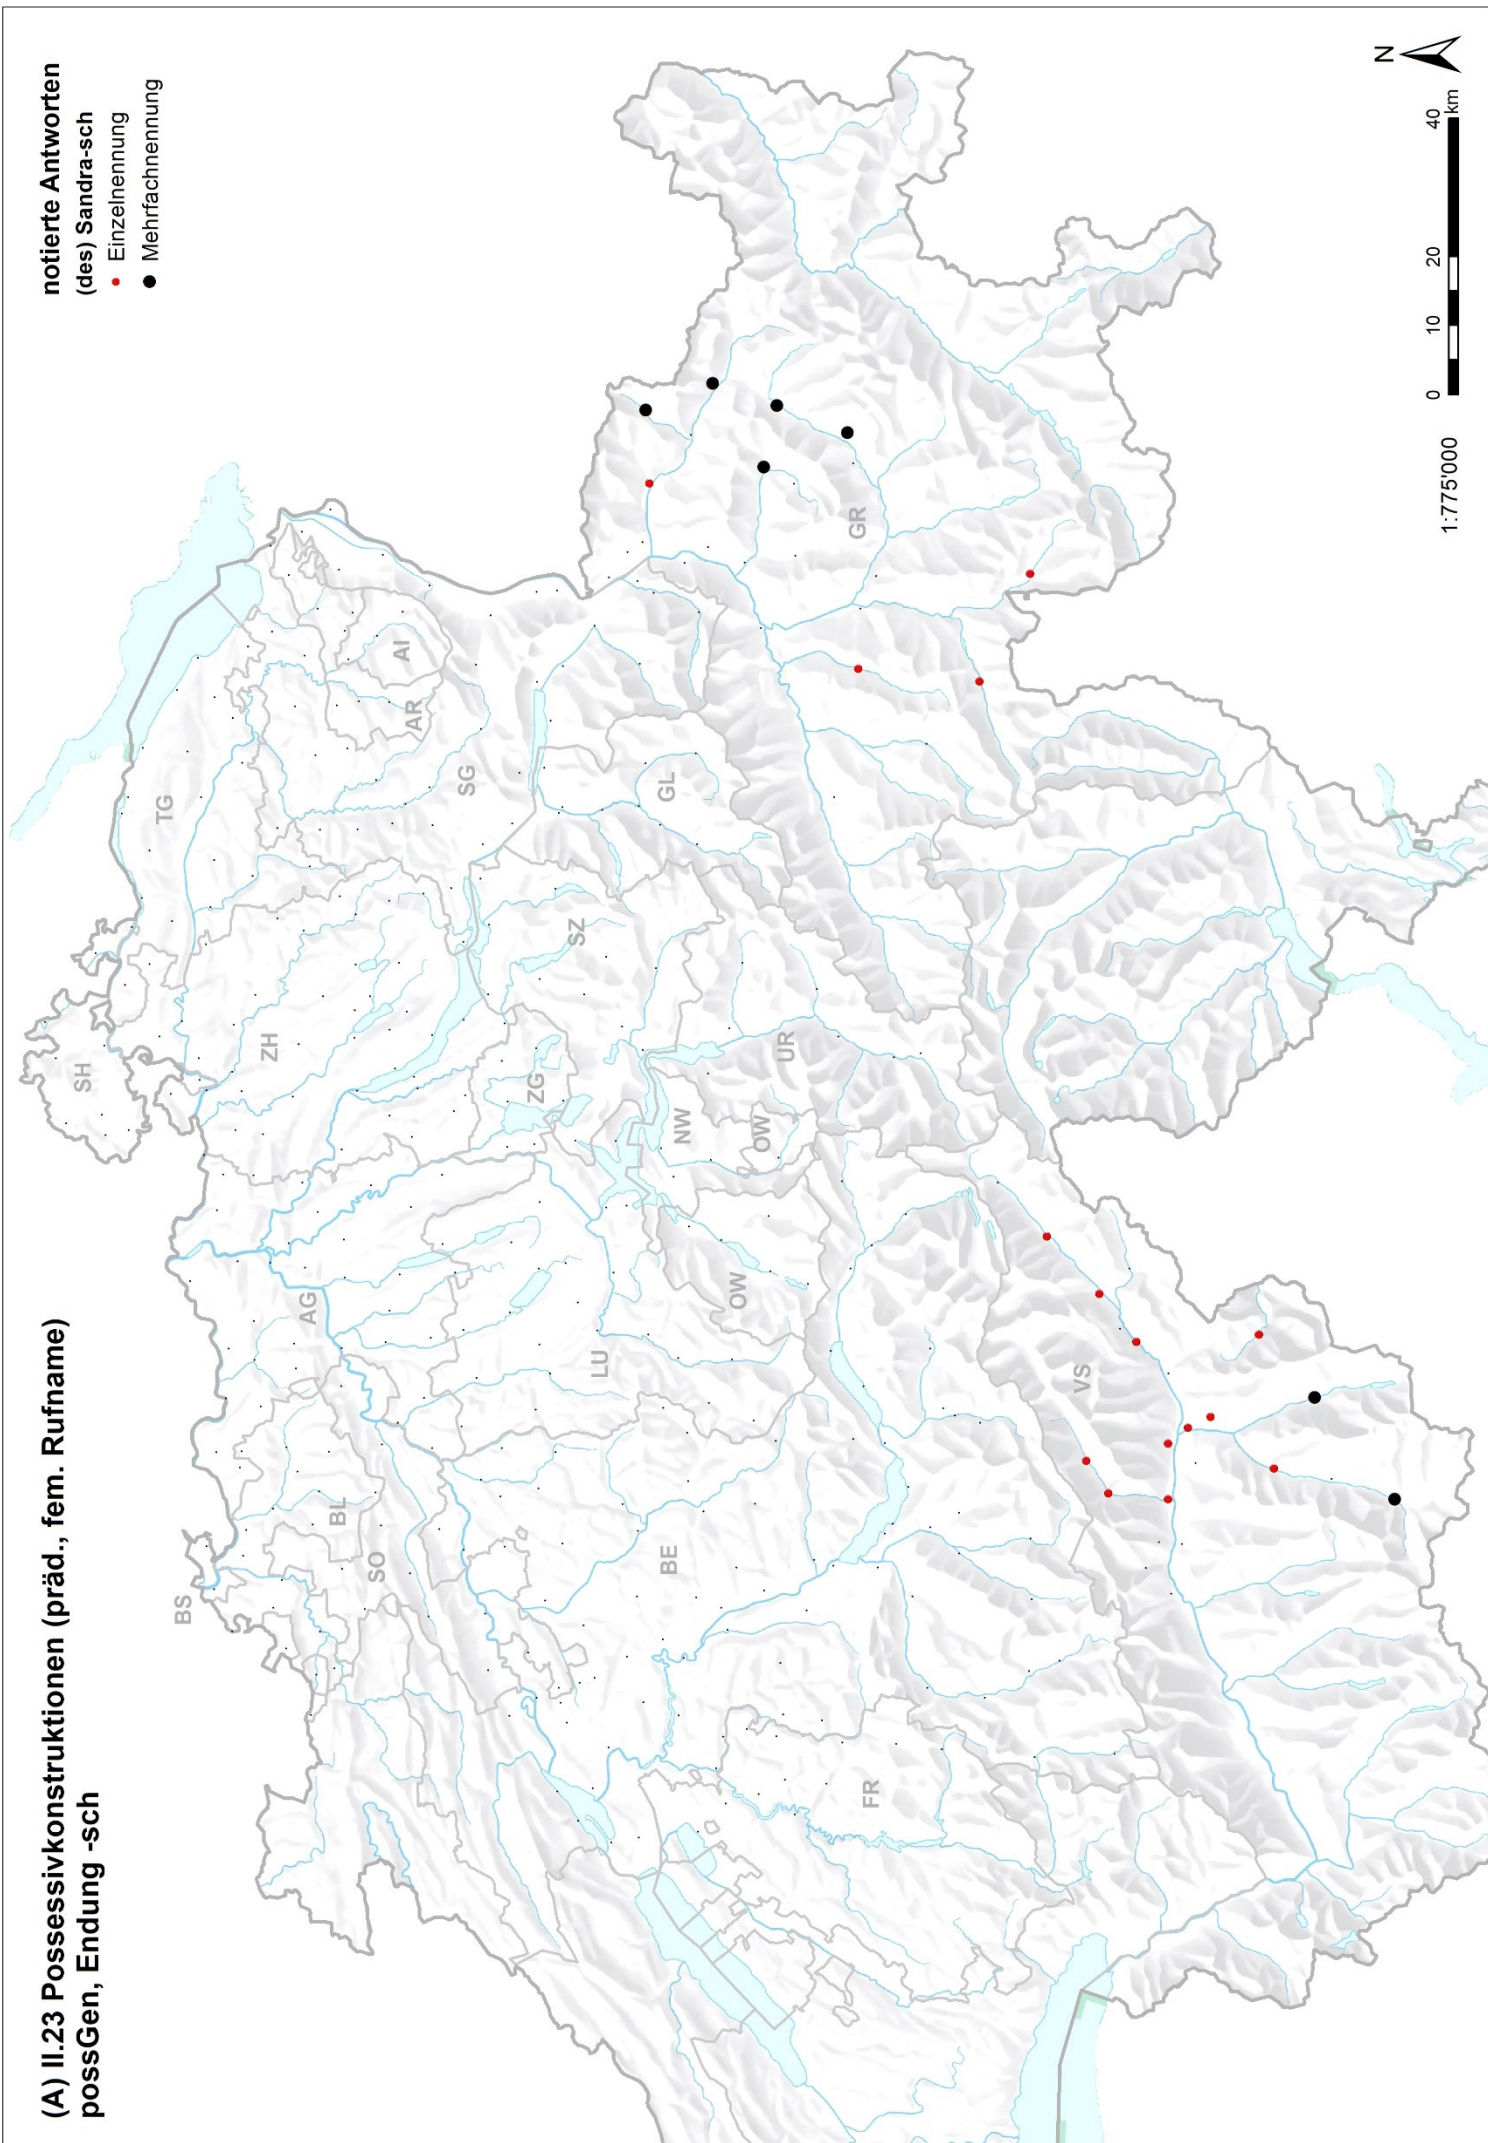 (A) II.23 Possessivkonstruktionen (präd., fem. Rufname)
possGen, Endung -sch
notierte Antworten
(des) Sandra-sch
Einzelnennung
Mehrfachnennung
SH
BS
TG
ZH
AG
BL
SO
AI
AR
SG
ZG
SZ
GL
LU
NW
OW
OW
UR
BE
GR
FR
VS
N
1:775'000
0 10 20 40
km